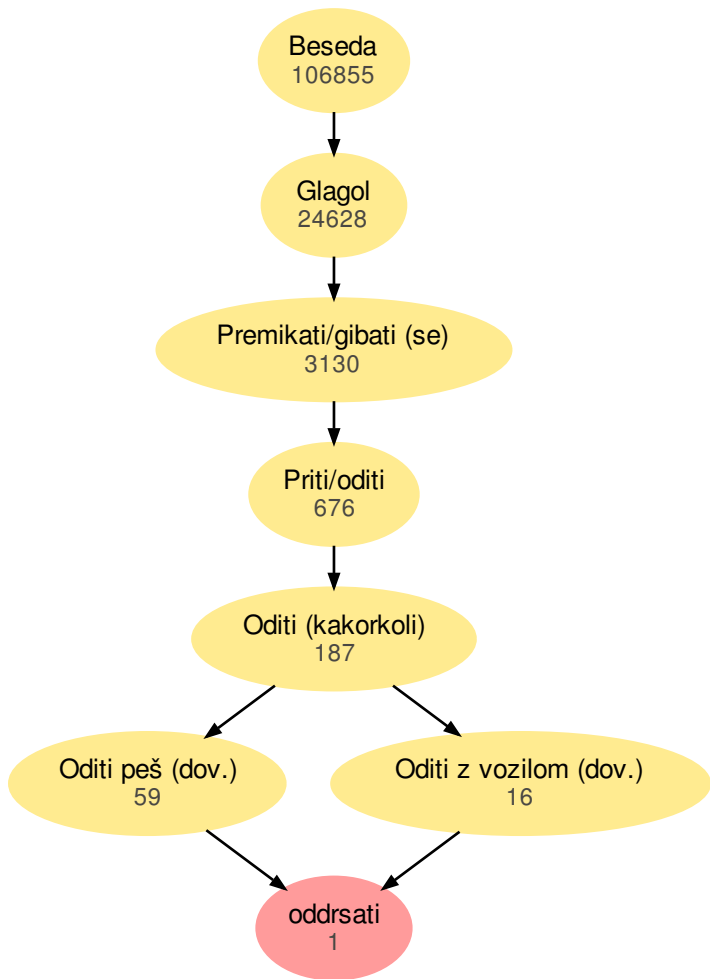 Beseda
106855
Glagol
24628
Premikati/gibati (se)
3130
Priti/oditi
676
Oditi (kakorkoli)
187
Oditi peš (dov.)
59
Oditi z vozilom (dov.)
16
oddrsati
1